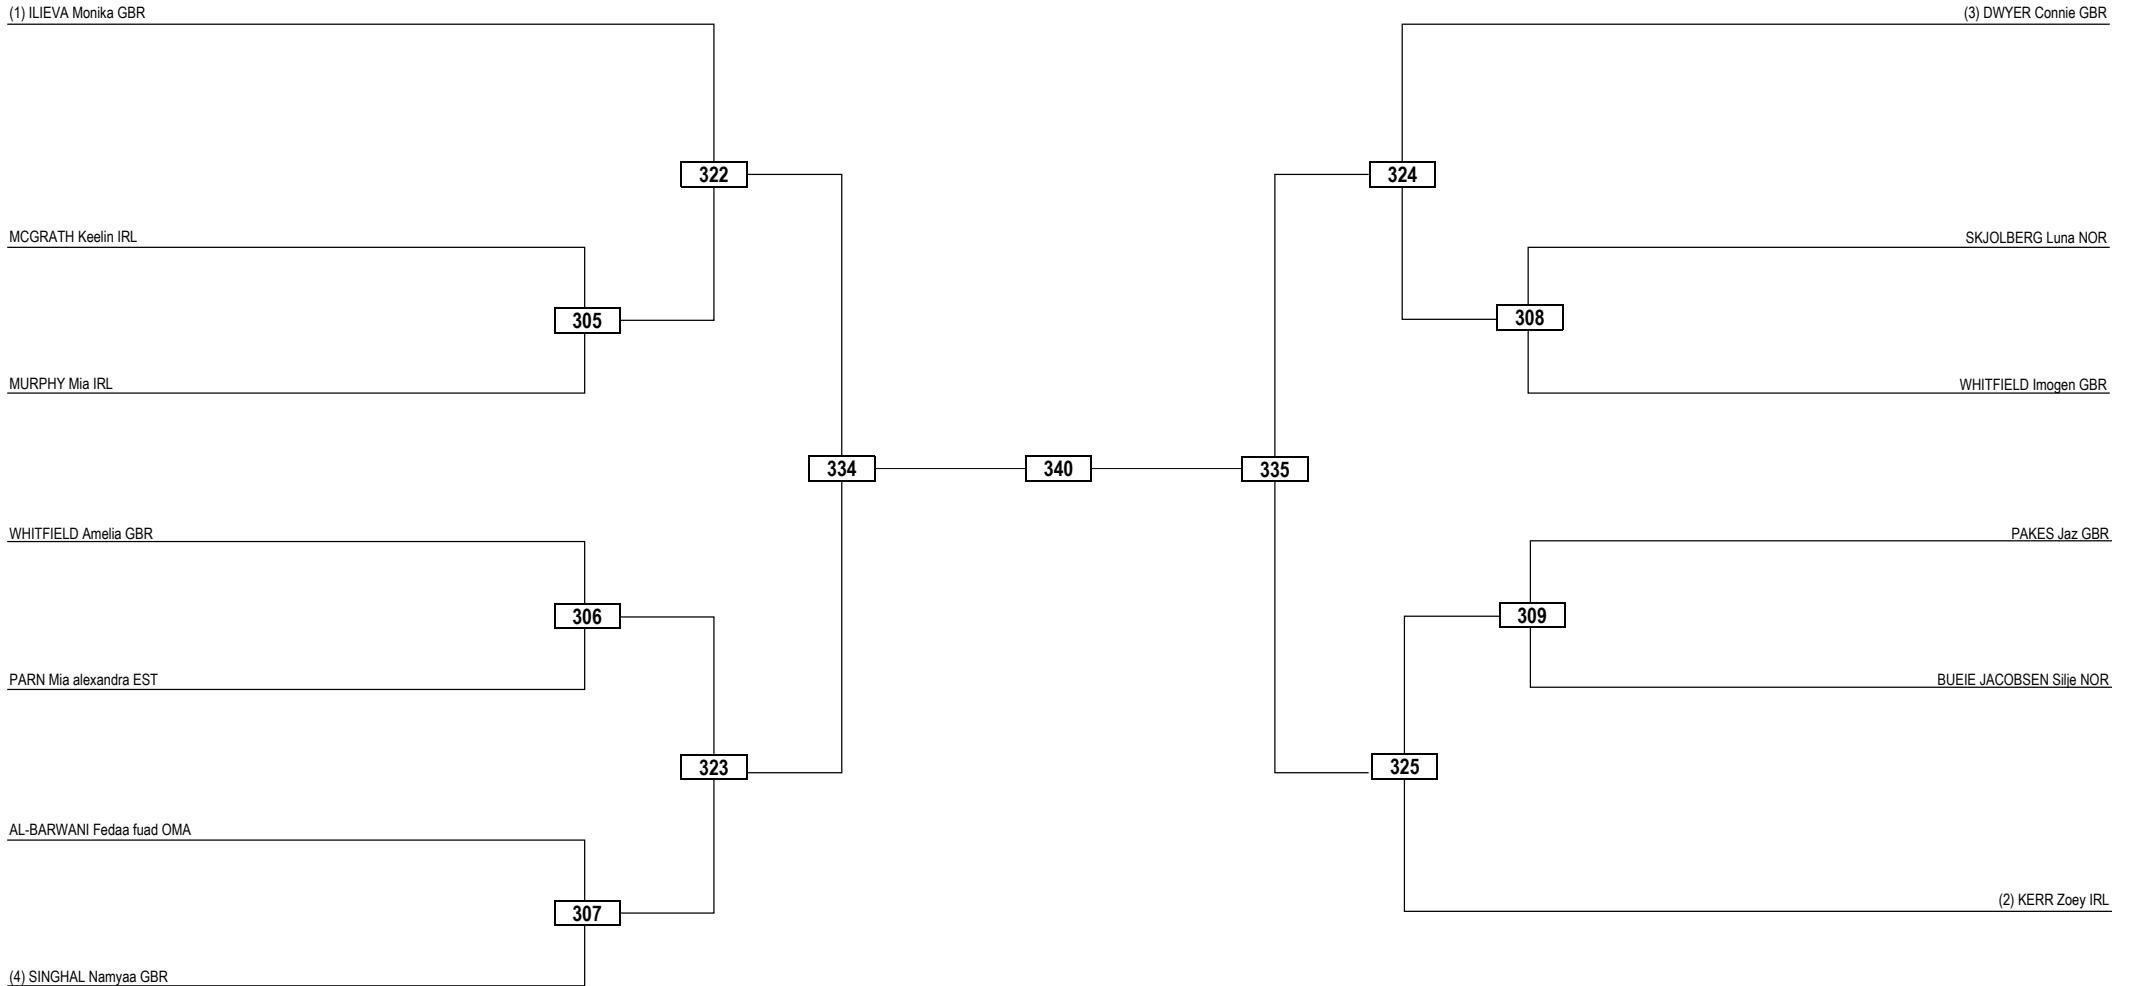 (1) ILIEVA Monika GBR
(3) DWYER Connie GBR
322
324
MCGRATH Keelin IRL
SKJOLBERG Luna NOR
305
308
MURPHY Mia IRL
WHITFIELD Imogen GBR
334
340
335
WHITFIELD Amelia GBR
PAKES Jaz GBR
306
309
PARN Mia alexandra EST
BUEIE JACOBSEN Silje NOR
323
325
AL-BARWANI Fedaa fuad OMA
(2) KERR Zoey IRL
307
(4) SINGHAL Namyaa GBR